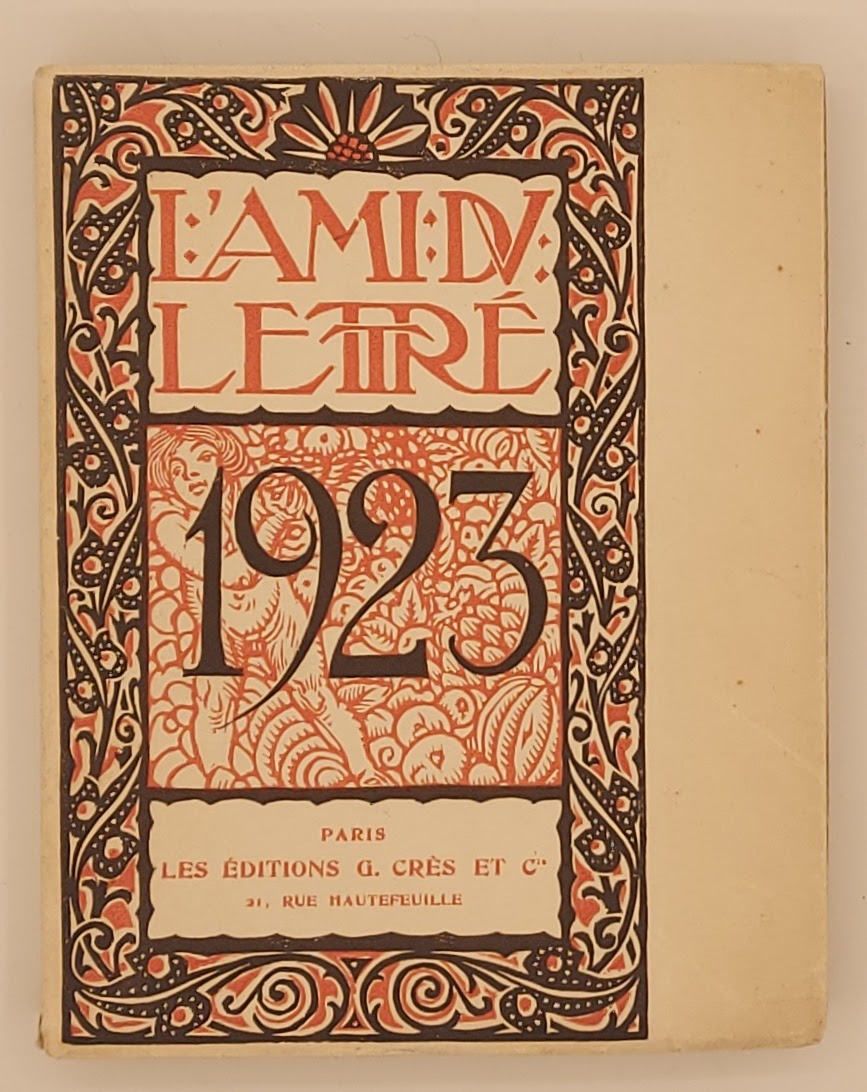 L'AMI:DV:
LETTRÉ
1923
PARIS
LES ÉDITIONS G. CRÈS ET Cie
21, RUE HAUTEFEUILLE